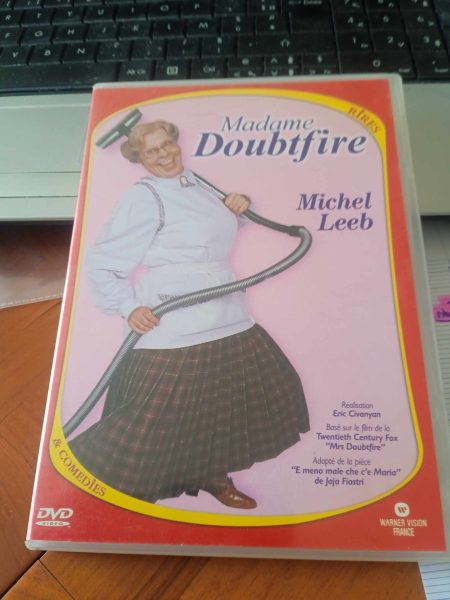 RIRES
Madame
Doubtfire
Michel
Leeb
Réalisation
Eric Civanyan
Basé sur le film de la
Twentieth Century Fox
"Mrs Doubtfire"
Adapté de la pièce
"E meno male che c'e Maria"
de Jaja Fiastri
& COMEDIES
DVD
VIDEO
WARNER VISION
FRANCE